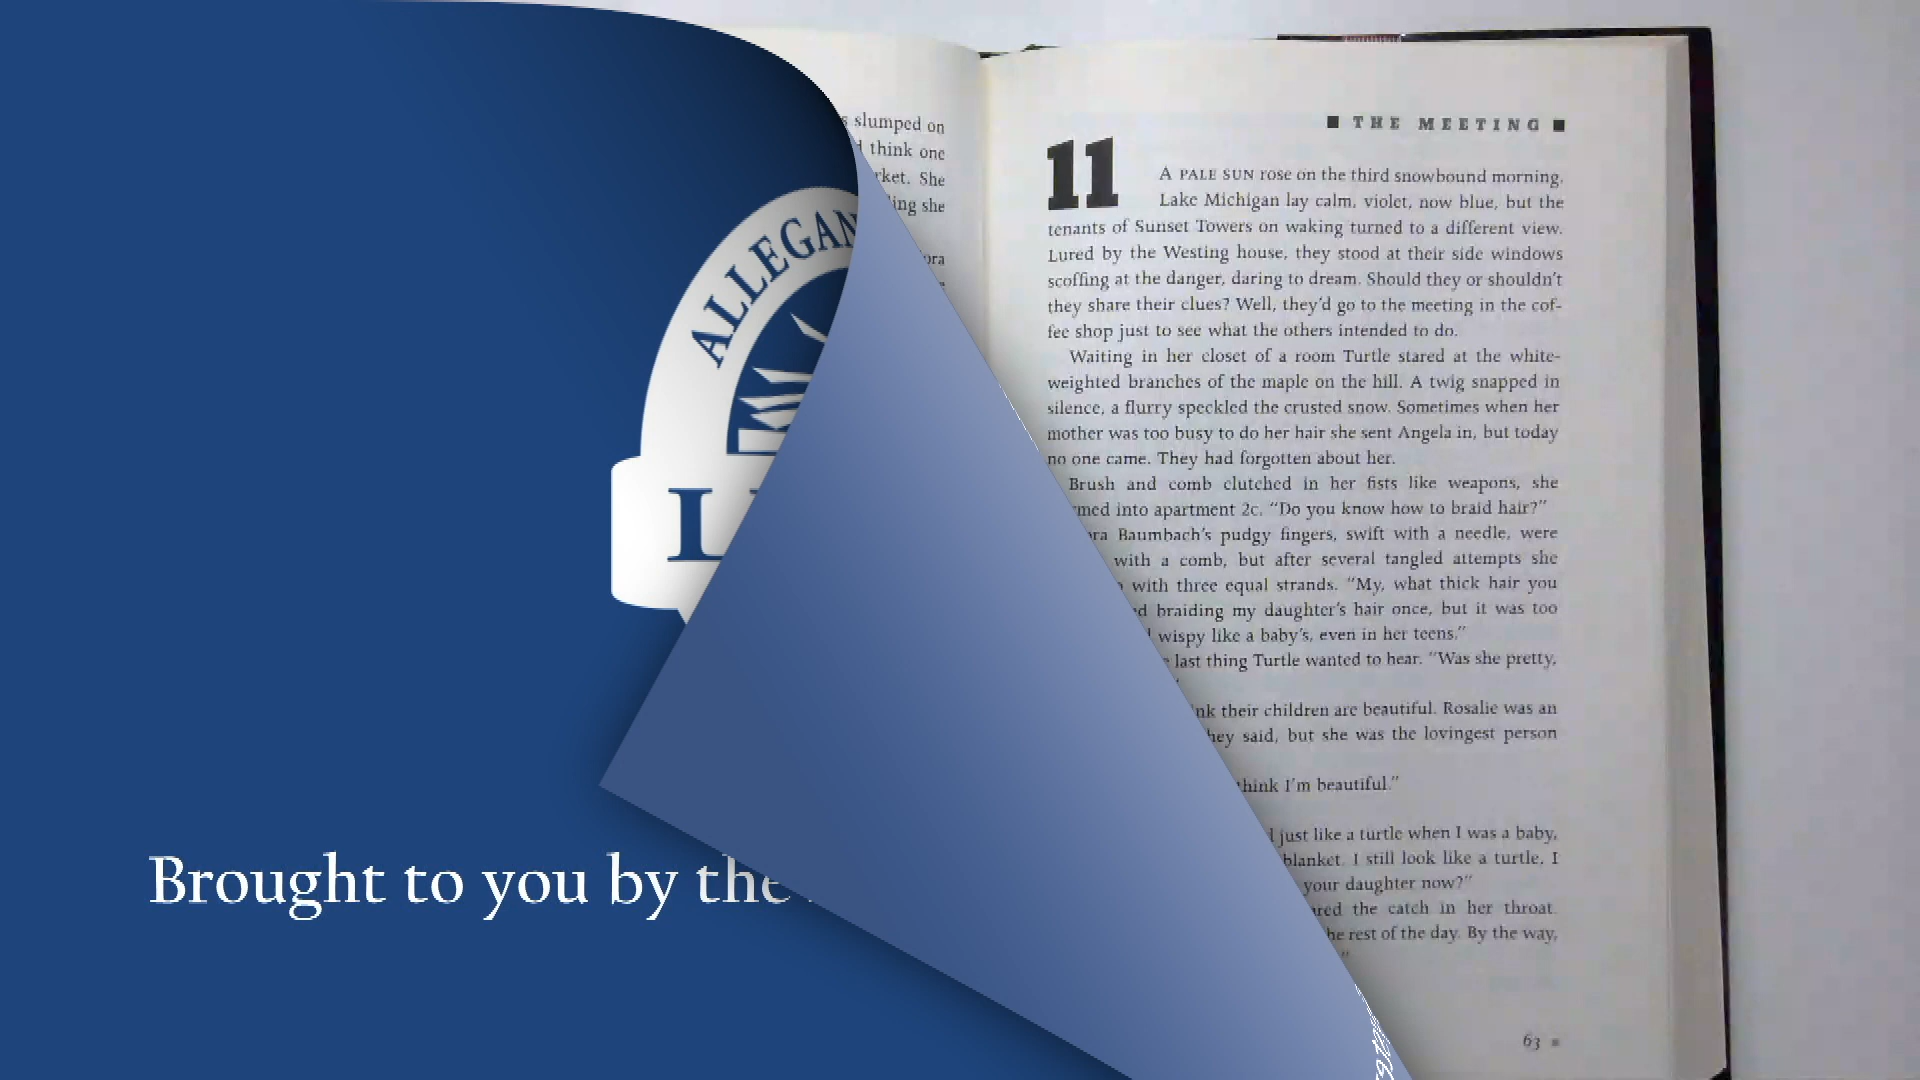 ALLEGAN
Brought to you by the
slumped on
think one
She
she
THE MEETING
11
A PALE SUN rose on the third snowbound morning.
Lake Michigan lay calm, violet, now blue, but the
tenants of Sunset Towers on waking turned to a different view.
Lured by the Westing house, they stood at their side windows
scoffing at the danger, daring to dream. Should they or shouldn't
they share their clues? Well, they'd go to the meeting in the cof-
fee shop just to see what the others intended to do.
Waiting in her closet of a room Turtle stared at the white-
weighted branches of the maple on the hill. A twig snapped in
silence, a flurry speckled the crusted snow. Sometimes when her
mother was too busy to do her hair she sent Angela in, but today
no one came. They had forgotten about her.
Brush and comb clutched in her fists like weapons, she
med into apartment 2c. "Do you know how to braid hair?"
ra Baumbach's pudgy fingers, swift with a needle, were
with a comb, but after several tangled attempts she
with three equal strands. "My, what thick hair you
d braiding my daughter's hair once, but it was too
wispy like a baby's, even in her teens."
last thing Turtle wanted to hear. "Was she pretty,
nk their children are beautiful. Rosalie was an
hey said, but she was the lovingest person
think I'm beautiful."
just like a turtle when I was a baby,
blanket. I still look like a turtle, I
your daughter now?"
red the catch in her throat.
he rest of the day. By the way,
63